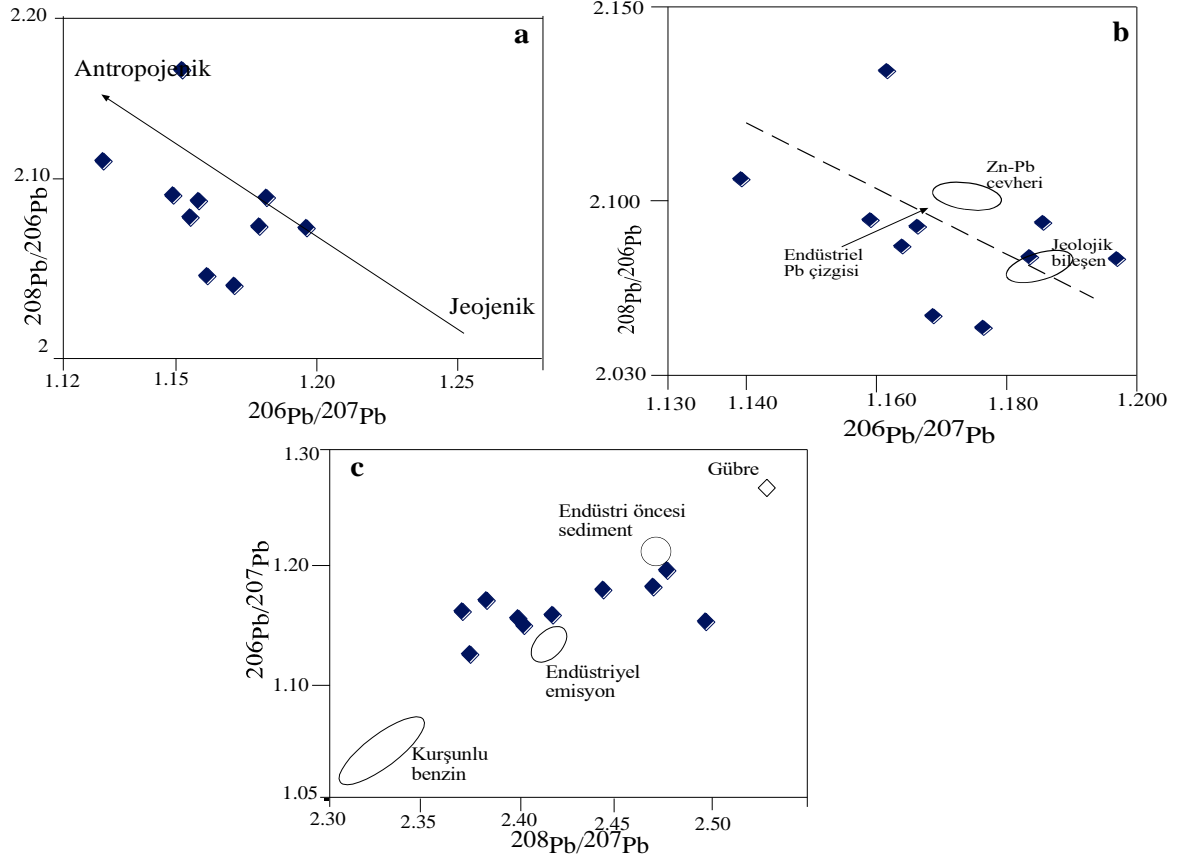 a
2.20
Antropojenik
2.10
Jeojenik
2
1.12 1.15 1.20 1.25
208Pb/206Pb
206Pb/207Pb
b
2.150
Zn-Pb
cevheri
2.100
Endüstriel
Pb çizgisi
Jeolojik
bileşen
2.030
1.130 1.140 1.160 1.180 1.200
208Pb/206Pb
206Pb/207Pb
c
1.30
Gübre
Endüstri öncesi
sediment
1.20
Endüstriyel
emisyon
1.10
Kurşunlu
benzin
1.05
2.30 2.35 2.40 2.45 2.50
206Pb/207Pb
208Pb/207Pb